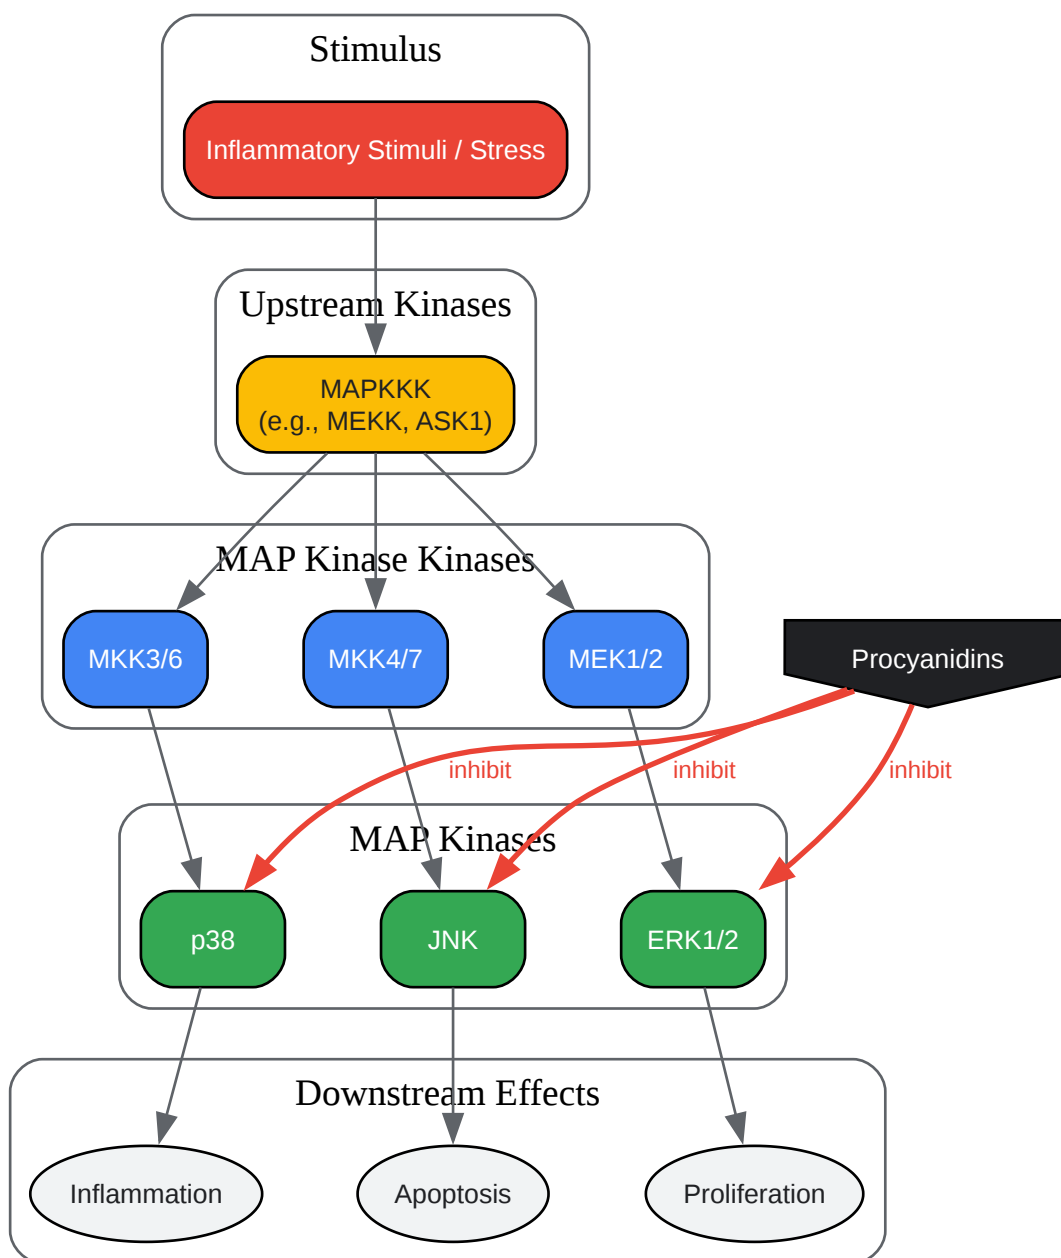 Stimulus
Inflammatory Stimuli / Stress
Upstream Kinases
MAPKKK
(e.g., MEKK, ASK1)
MAP Kinase Kinases
MKK3/6
MKK4/7
MEK1/2
Procyanidins
inhibit
inhibit
inhibit
MAP Kinases
p38
JNK
ERK1/2
Downstream Effects
Inflammation
Apoptosis
Proliferation